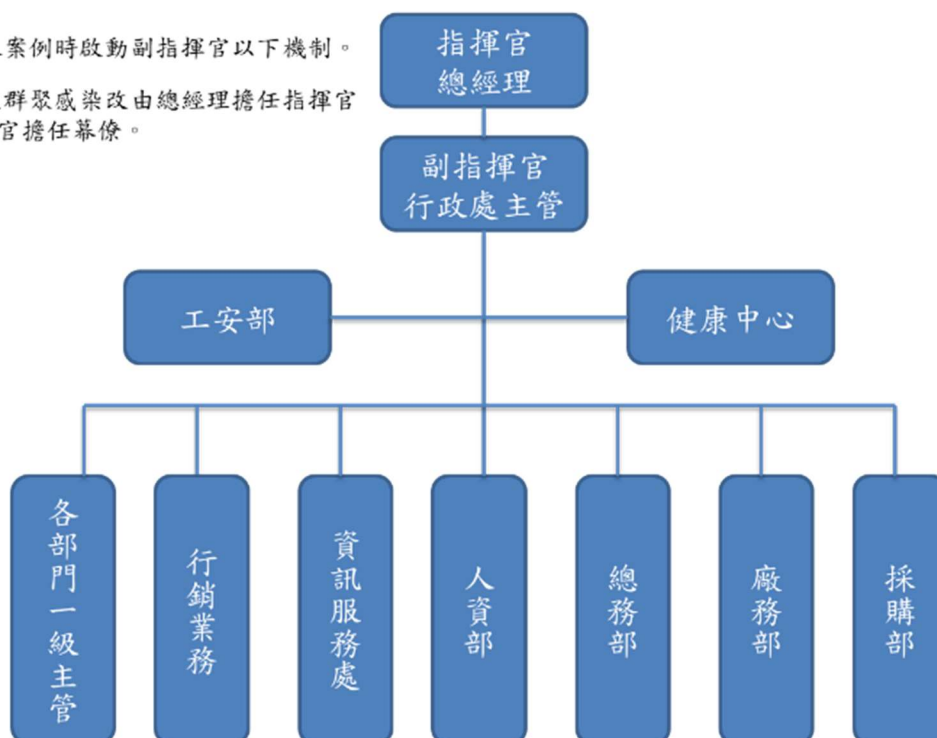 案例時啟動副指揮官以下機制。
群聚感染改由總經理擔任指揮官
官擔任幕僚。
指揮官
總經理
副指揮官
行政處主管
工安部
健康中心
各部門一級主管
行銷業務
資訊服務處
人資部
總務部
廠務部
採購部